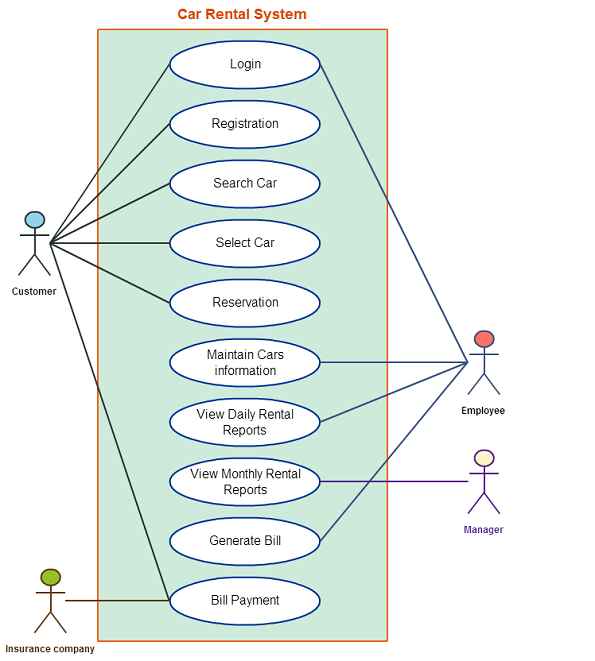 Car Rental System
Login
Registration
Search Car
Select Car
Customer
Reservation
Maintain Cars
information
View Daily Rental
Reports
Employee
View Monthly Rental
Reports
Manager
Generate Bill
Bill Payment
Insurance company